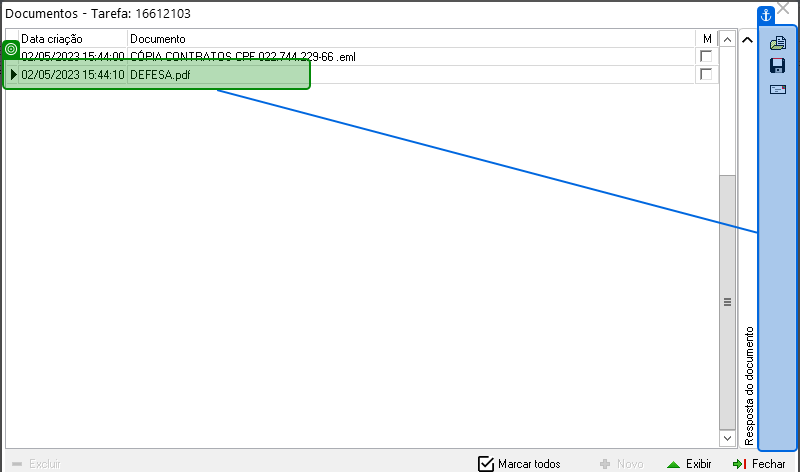 Documentos - Tarefa: 16612103
Data criação Documento M
02/05/2023 15:44:00 CÓPIA CONTRATOS CPF 022.744.229-66 .eml
02/05/2023 15:44:10 DEFESA.pdf
Resposta do documento
Excluir Marcar todos Novo Exibir Fechar